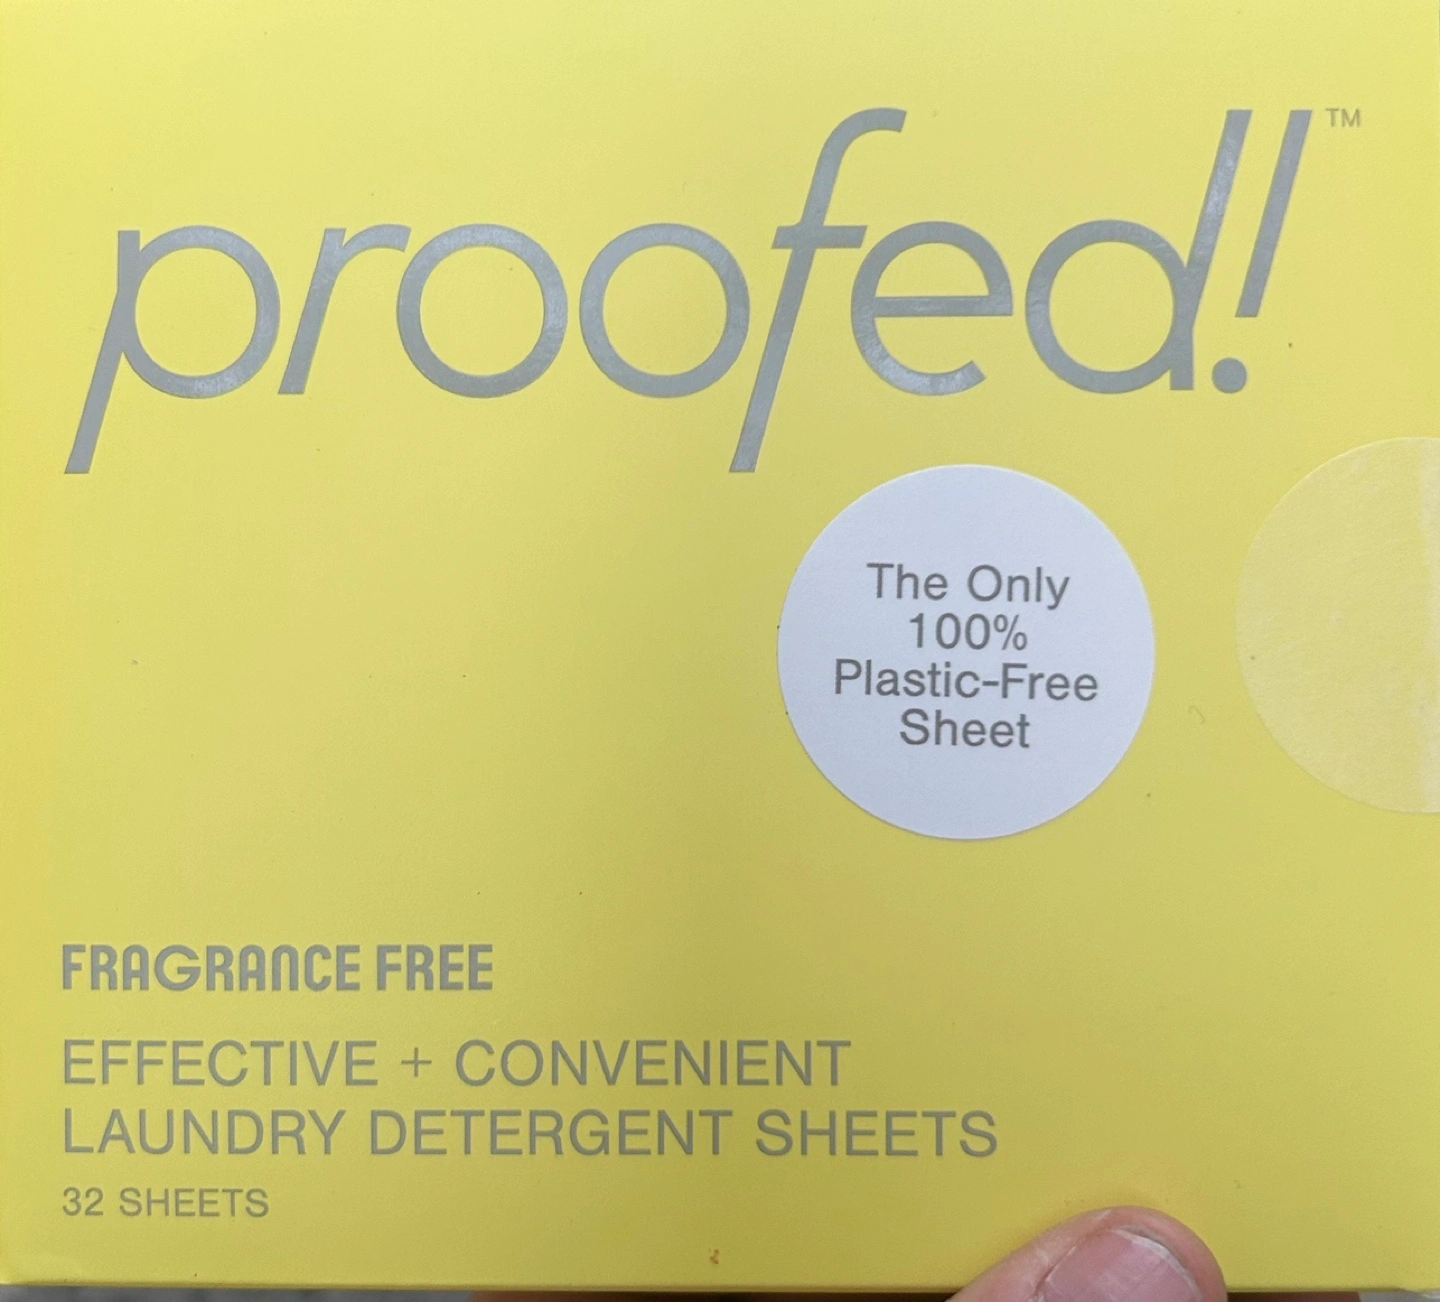 proofed!™
The Only
100%
Plastic-Free
Sheet
FRAGRANCE FREE
EFFECTIVE + CONVENIENT
LAUNDRY DETERGENT SHEETS
32 SHEETS